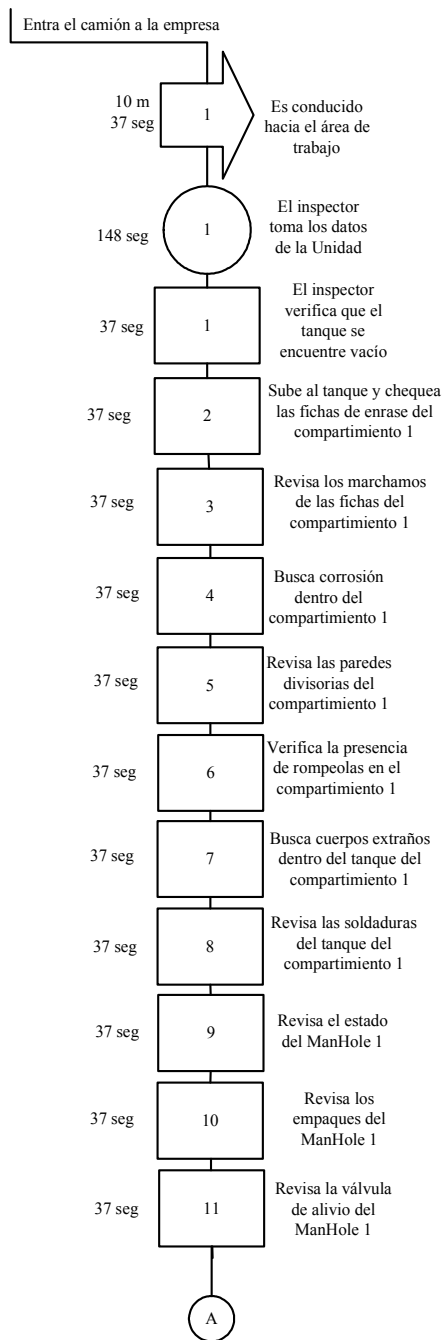 Entra el camión a la empresa
10 m
37 seg
1
Es conducido
hacia el área de
trabajo
148 seg
1
El inspector
toma los datos
de la Unidad
37 seg
1
El inspector
verifica que el
tanque se
encuentre vacío
37 seg
2
Sube al tanque y chequea
las fichas de enrase del
compartimiento 1
37 seg
3
Revisa los marchamos
de las fichas del
compartimiento 1
37 seg
4
Busca corrosión
dentro del
compartimiento 1
37 seg
5
Revisa las paredes
divisorias del
compartimiento 1
37 seg
6
Verifica la presencia
de rompeolas en el
compartimiento 1
37 seg
7
Busca cuerpos extraños
dentro del tanque del
compartimiento 1
37 seg
8
Revisa las soldaduras
del tanque del
compartimiento 1
37 seg
9
Revisa el estado
del ManHole 1
37 seg
10
Revisa los
empaques del
ManHole 1
37 seg
11
Revisa la válvula
de alivio del
ManHole 1
A